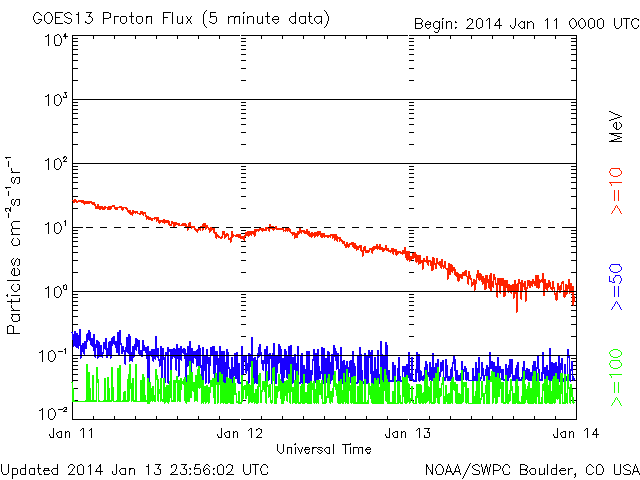 GOES13 Proton Flux (5 minute data)
Begin: 2014 Jan 11 0000 UTC
10⁴
10³
10²
10¹
10⁰
10⁻¹
10⁻²
Particles cm⁻²s⁻¹sr⁻¹
>=10 MeV
>=50
>=100
Jan 11
Jan 12
Jan 13
Jan 14
Universal Time
Updated 2014 Jan 13 23:56:02 UTC
NOAA/SWPC Boulder, CO USA